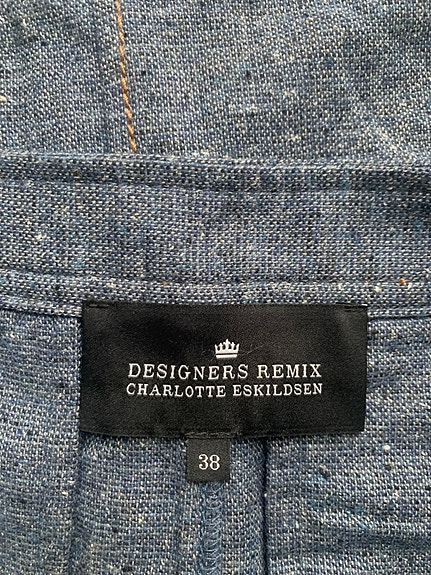 DESIGNERS REMIX
CHARLOTTE ESKILDSEN
38